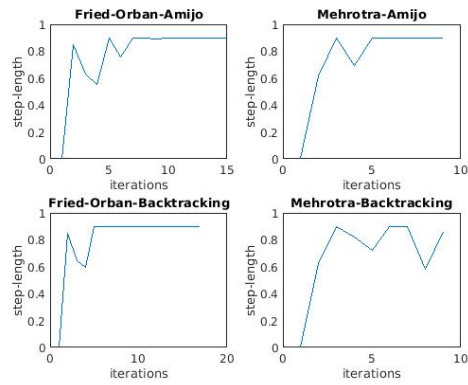 Fried-Orban-Amijo
1
0.8
0.6
0.4
0.2
0
step-length
0 5 10 15
iterations
Mehrotra-Amijo
1
0.8
0.6
0.4
0.2
0
step-length
0 5 10
iterations
Fried-Orban-Backtracking
1
0.8
0.6
0.4
0.2
0
step-length
0 10 20
iterations
Mehrotra-Backtracking
1
0.8
0.6
0.4
0.2
0
step-length
0 5 10
iterations